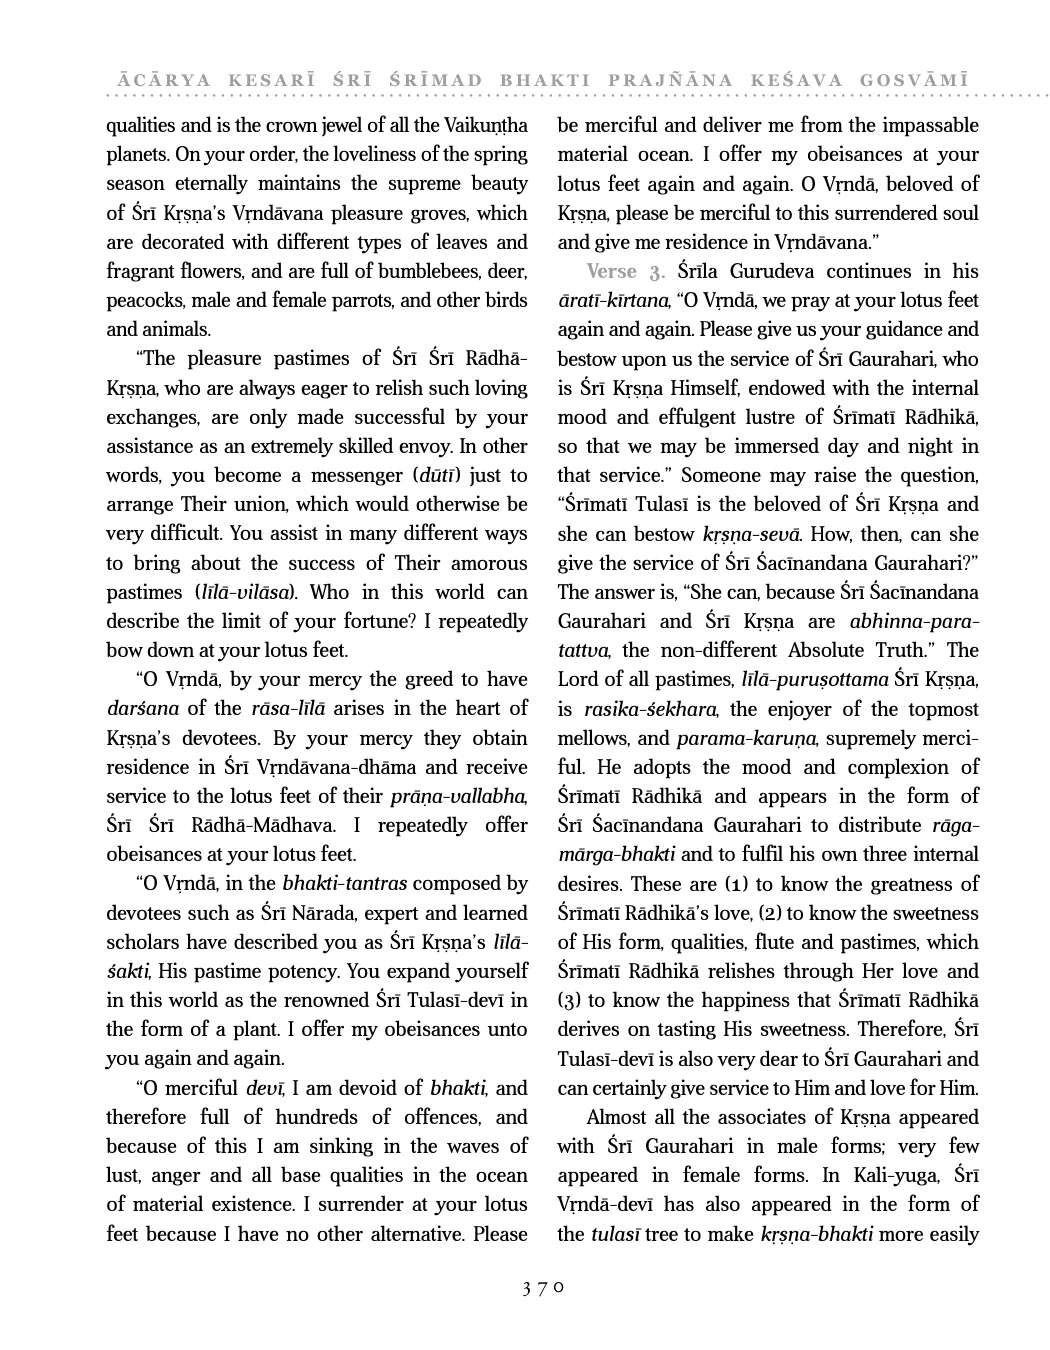 ĀCĀRYA KESARĪ ŚRĪ ŚRĪMAD BHAKTI PRAJÑĀNA KEŚAVA GOSVĀMĪ
qualities and is the crown jewel of all the Vaikuṇṭha
planets. On your order, the loveliness of the spring
season eternally maintains the supreme beauty
of Śrī Kṛṣṇa’s Vṛndāvana pleasure groves, which
are decorated with different types of leaves and
fragrant flowers, and are full of bumblebees, deer,
peacocks, male and female parrots, and other birds
and animals.
“The pleasure pastimes of Śrī Śrī Rādhā-
Kṛṣṇa, who are always eager to relish such loving
exchanges, are only made successful by your
assistance as an extremely skilled envoy. In other
words, you become a messenger (dūtī) just to
arrange Their union, which would otherwise be
very difficult. You assist in many different ways
to bring about the success of Their amorous
pastimes (līlā-vilāsa). Who in this world can
describe the limit of your fortune? I repeatedly
bow down at your lotus feet.
“O Vṛndā, by your mercy the greed to have
darśana of the rāsa-līlā arises in the heart of
Kṛṣṇa’s devotees. By your mercy they obtain
residence in Śrī Vṛndāvana-dhāma and receive
service to the lotus feet of their prāṇa-vallabha,
Śrī Śrī Rādhā-Mādhava. I repeatedly offer
obeisances at your lotus feet.
“O Vṛndā, in the bhakti-tantras composed by
devotees such as Śrī Nārada, expert and learned
scholars have described you as Śrī Kṛṣṇa’s līlā-
śakti, His pastime potency. You expand yourself
in this world as the renowned Śrī Tulasī-devī in
the form of a plant. I offer my obeisances unto
you again and again.
“O merciful devī, I am devoid of bhakti, and
therefore full of hundreds of offences, and
because of this I am sinking in the waves of
lust, anger and all base qualities in the ocean
of material existence. I surrender at your lotus
feet because I have no other alternative. Please
be merciful and deliver me from the impassable
material ocean. I offer my obeisances at your
lotus feet again and again. O Vṛndā, beloved of
Kṛṣṇa, please be merciful to this surrendered soul
and give me residence in Vṛndāvana.”
Verse 3. Śrīla Gurudeva continues in his
āratī-kīrtana, “O Vṛndā, we pray at your lotus feet
again and again. Please give us your guidance and
bestow upon us the service of Śrī Gaurahari, who
is Śrī Kṛṣṇa Himself, endowed with the internal
mood and effulgent lustre of Śrīmatī Rādhikā,
so that we may be immersed day and night in
that service.” Someone may raise the question,
“Śrīmatī Tulasī is the beloved of Śrī Kṛṣṇa and
she can bestow kṛṣṇa-sevā. How, then, can she
give the service of Śrī Śacīnandana Gaurahari?”
The answer is, “She can, because Śrī Śacīnandana
Gaurahari and Śrī Kṛṣṇa are abhinna-para-
tattva, the non-different Absolute Truth.” The
Lord of all pastimes, līlā-puruṣottama Śrī Kṛṣṇa,
is rasika-śekhara, the enjoyer of the topmost
mellows, and parama-karuṇa, supremely merci-
ful. He adopts the mood and complexion of
Śrīmatī Rādhikā and appears in the form of
Śrī Śacīnandana Gaurahari to distribute rāga-
mārga-bhakti and to fulfil his own three internal
desires. These are (1) to know the greatness of
Śrīmatī Rādhikā’s love, (2) to know the sweetness
of His form, qualities, flute and pastimes, which
Śrīmatī Rādhikā relishes through Her love and
(3) to know the happiness that Śrīmatī Rādhikā
derives on tasting His sweetness. Therefore, Śrī
Tulasī-devī is also very dear to Śrī Gaurahari and
can certainly give service to Him and love for Him.
Almost all the associates of Kṛṣṇa appeared
with Śrī Gaurahari in male forms; very few
appeared in female forms. In Kali-yuga, Śrī
Vṛndā-devī has also appeared in the form of
the tulasī tree to make kṛṣṇa-bhakti more easily
370